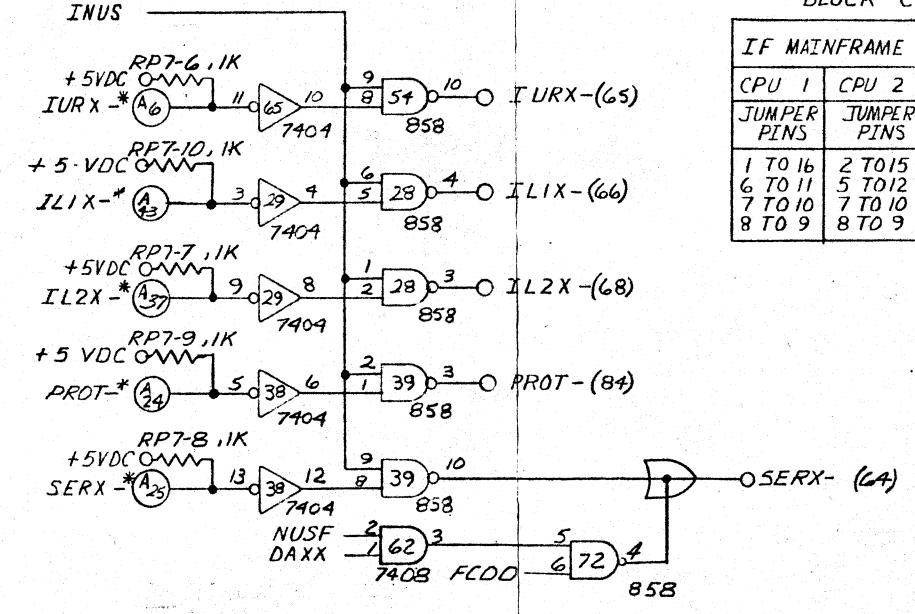 BLOCK C
INUS
RP7-6, 1K
+5VDC
IURX-* A6 11 65 10 7404
9 8 54 10 858
IURX-(65)
RP7-10, 1K
+5 VDC
IL1X-* A43 3 29 4 7404
6 5 28 4 858
IL1X-(66)
RP7-7, 1K
+5VDC
IL2X-* A37 9 29 8 7404
1 2 28 3 858
IL2X-(68)
RP7-9, 1K
+5 VDC
PROT-* A24 5 38 6 7404
2 1 39 3 858
PROT-(84)
RP7-8, 1K
+5VDC
SERX-* A25 13 38 12 7404
9 8 39 10 858
SERX- (64)
NUSF 2
DAXX 1
62 3 7408
FCDD
5 6 72 4 858
IF MAINFRAME
CPU 1 CPU 2
JUMPER PINS JUMPER PINS
1 TO 16 2 TO 15
6 TO 11 5 TO 12
7 TO 10 7 TO 10
8 TO 9 8 TO 9